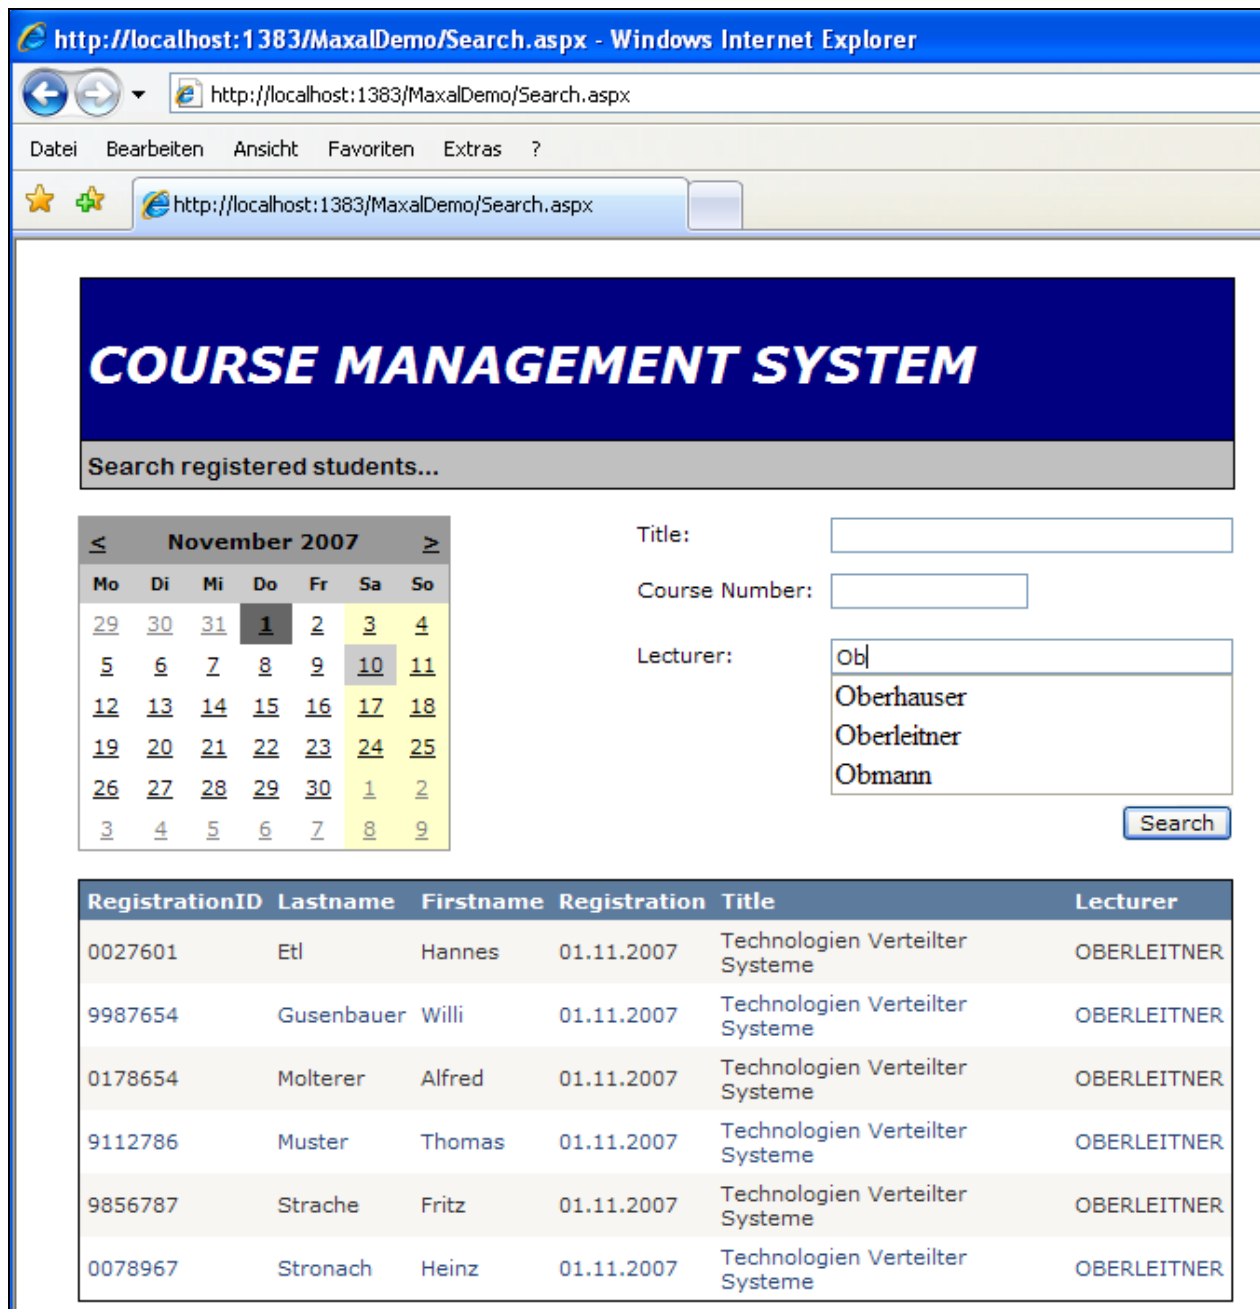 http://localhost:1383/MaxalDemo/Search.aspx - Windows Internet Explorer
http://localhost:1383/MaxalDemo/Search.aspx
Datei Bearbeiten Ansicht Favoriten Extras ?
http://localhost:1383/MaxalDemo/Search.aspx
COURSE MANAGEMENT SYSTEM
Search registered students...
< November 2007 >
Mo Di Mi Do Fr Sa So
29 30 31 1 2 3 4
5 6 7 8 9 10 11
12 13 14 15 16 17 18
19 20 21 22 23 24 25
26 27 28 29 30 1 2
3 4 5 6 7 8 9
Title:
Course Number:
Lecturer: Ob
Oberhauser
Oberleitner
Obmann
Search
RegistrationID Lastname Firstname Registration Title Lecturer
0027601 Etl Hannes 01.11.2007 Technologien Verteilter Systeme OBERLEITNER
9987654 Gusenbauer Willi 01.11.2007 Technologien Verteilter Systeme OBERLEITNER
0178654 Molterer Alfred 01.11.2007 Technologien Verteilter Systeme OBERLEITNER
9112786 Muster Thomas 01.11.2007 Technologien Verteilter Systeme OBERLEITNER
9856787 Strache Fritz 01.11.2007 Technologien Verteilter Systeme OBERLEITNER
0078967 Stronach Heinz 01.11.2007 Technologien Verteilter Systeme OBERLEITNER